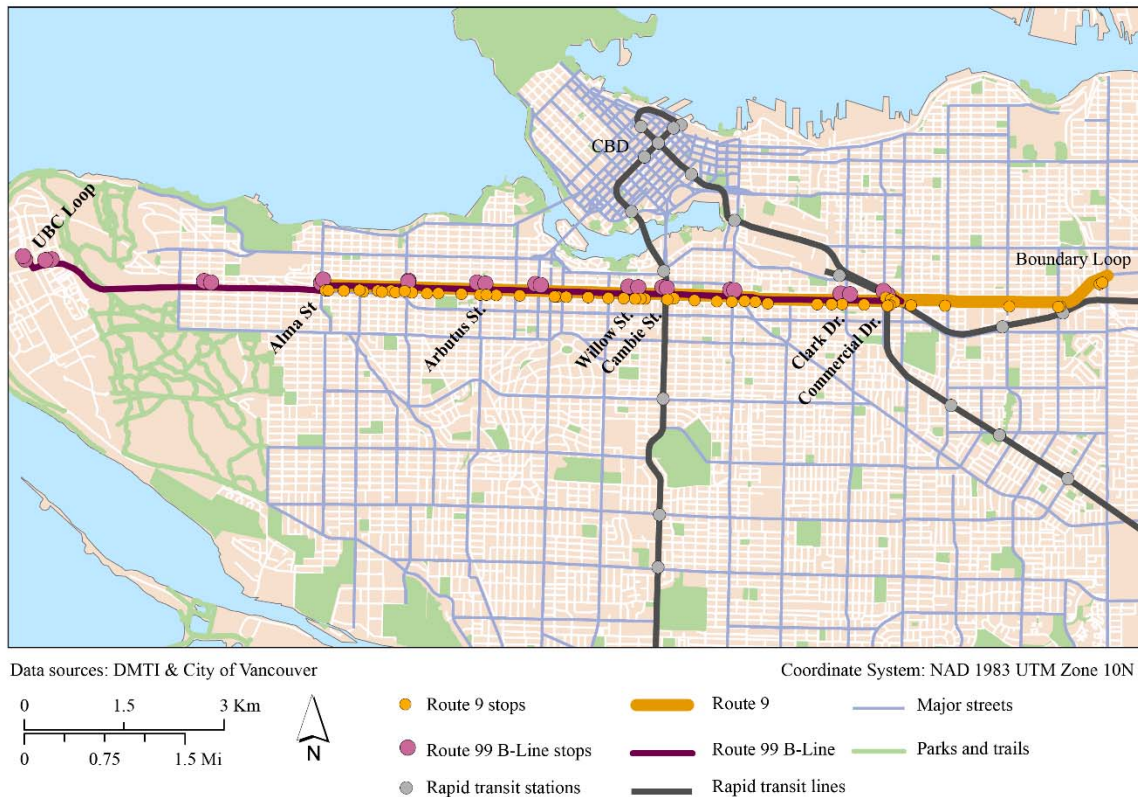 CBD
UBC Loop
Boundary Loop
Alma St
Arbutus St.
Willow St.
Cambie St.
Clark Dr.
Commercial Dr.
Data sources: DMTI & City of Vancouver
Coordinate System: NAD 1983 UTM Zone 10N
0 1.5 3 Km
0 0.75 1.5 Mi
N
Route 9 stops
Route 9
Major streets
Route 99 B-Line stops
Route 99 B-Line
Parks and trails
Rapid transit stations
Rapid transit lines